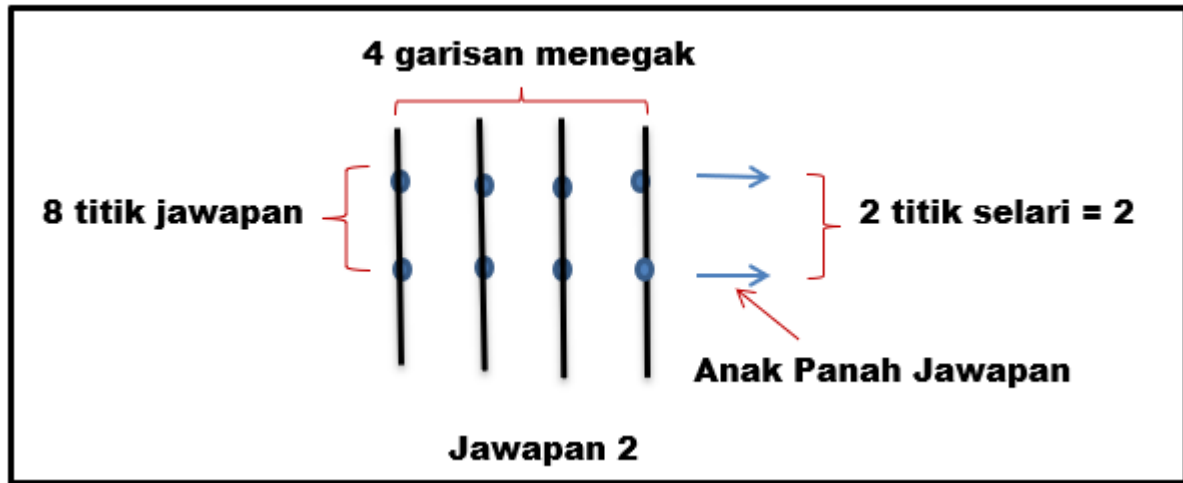 4 garisan menegak
8 titik jawapan
2 titik selari = 2
Anak Panah Jawapan
Jawapan 2